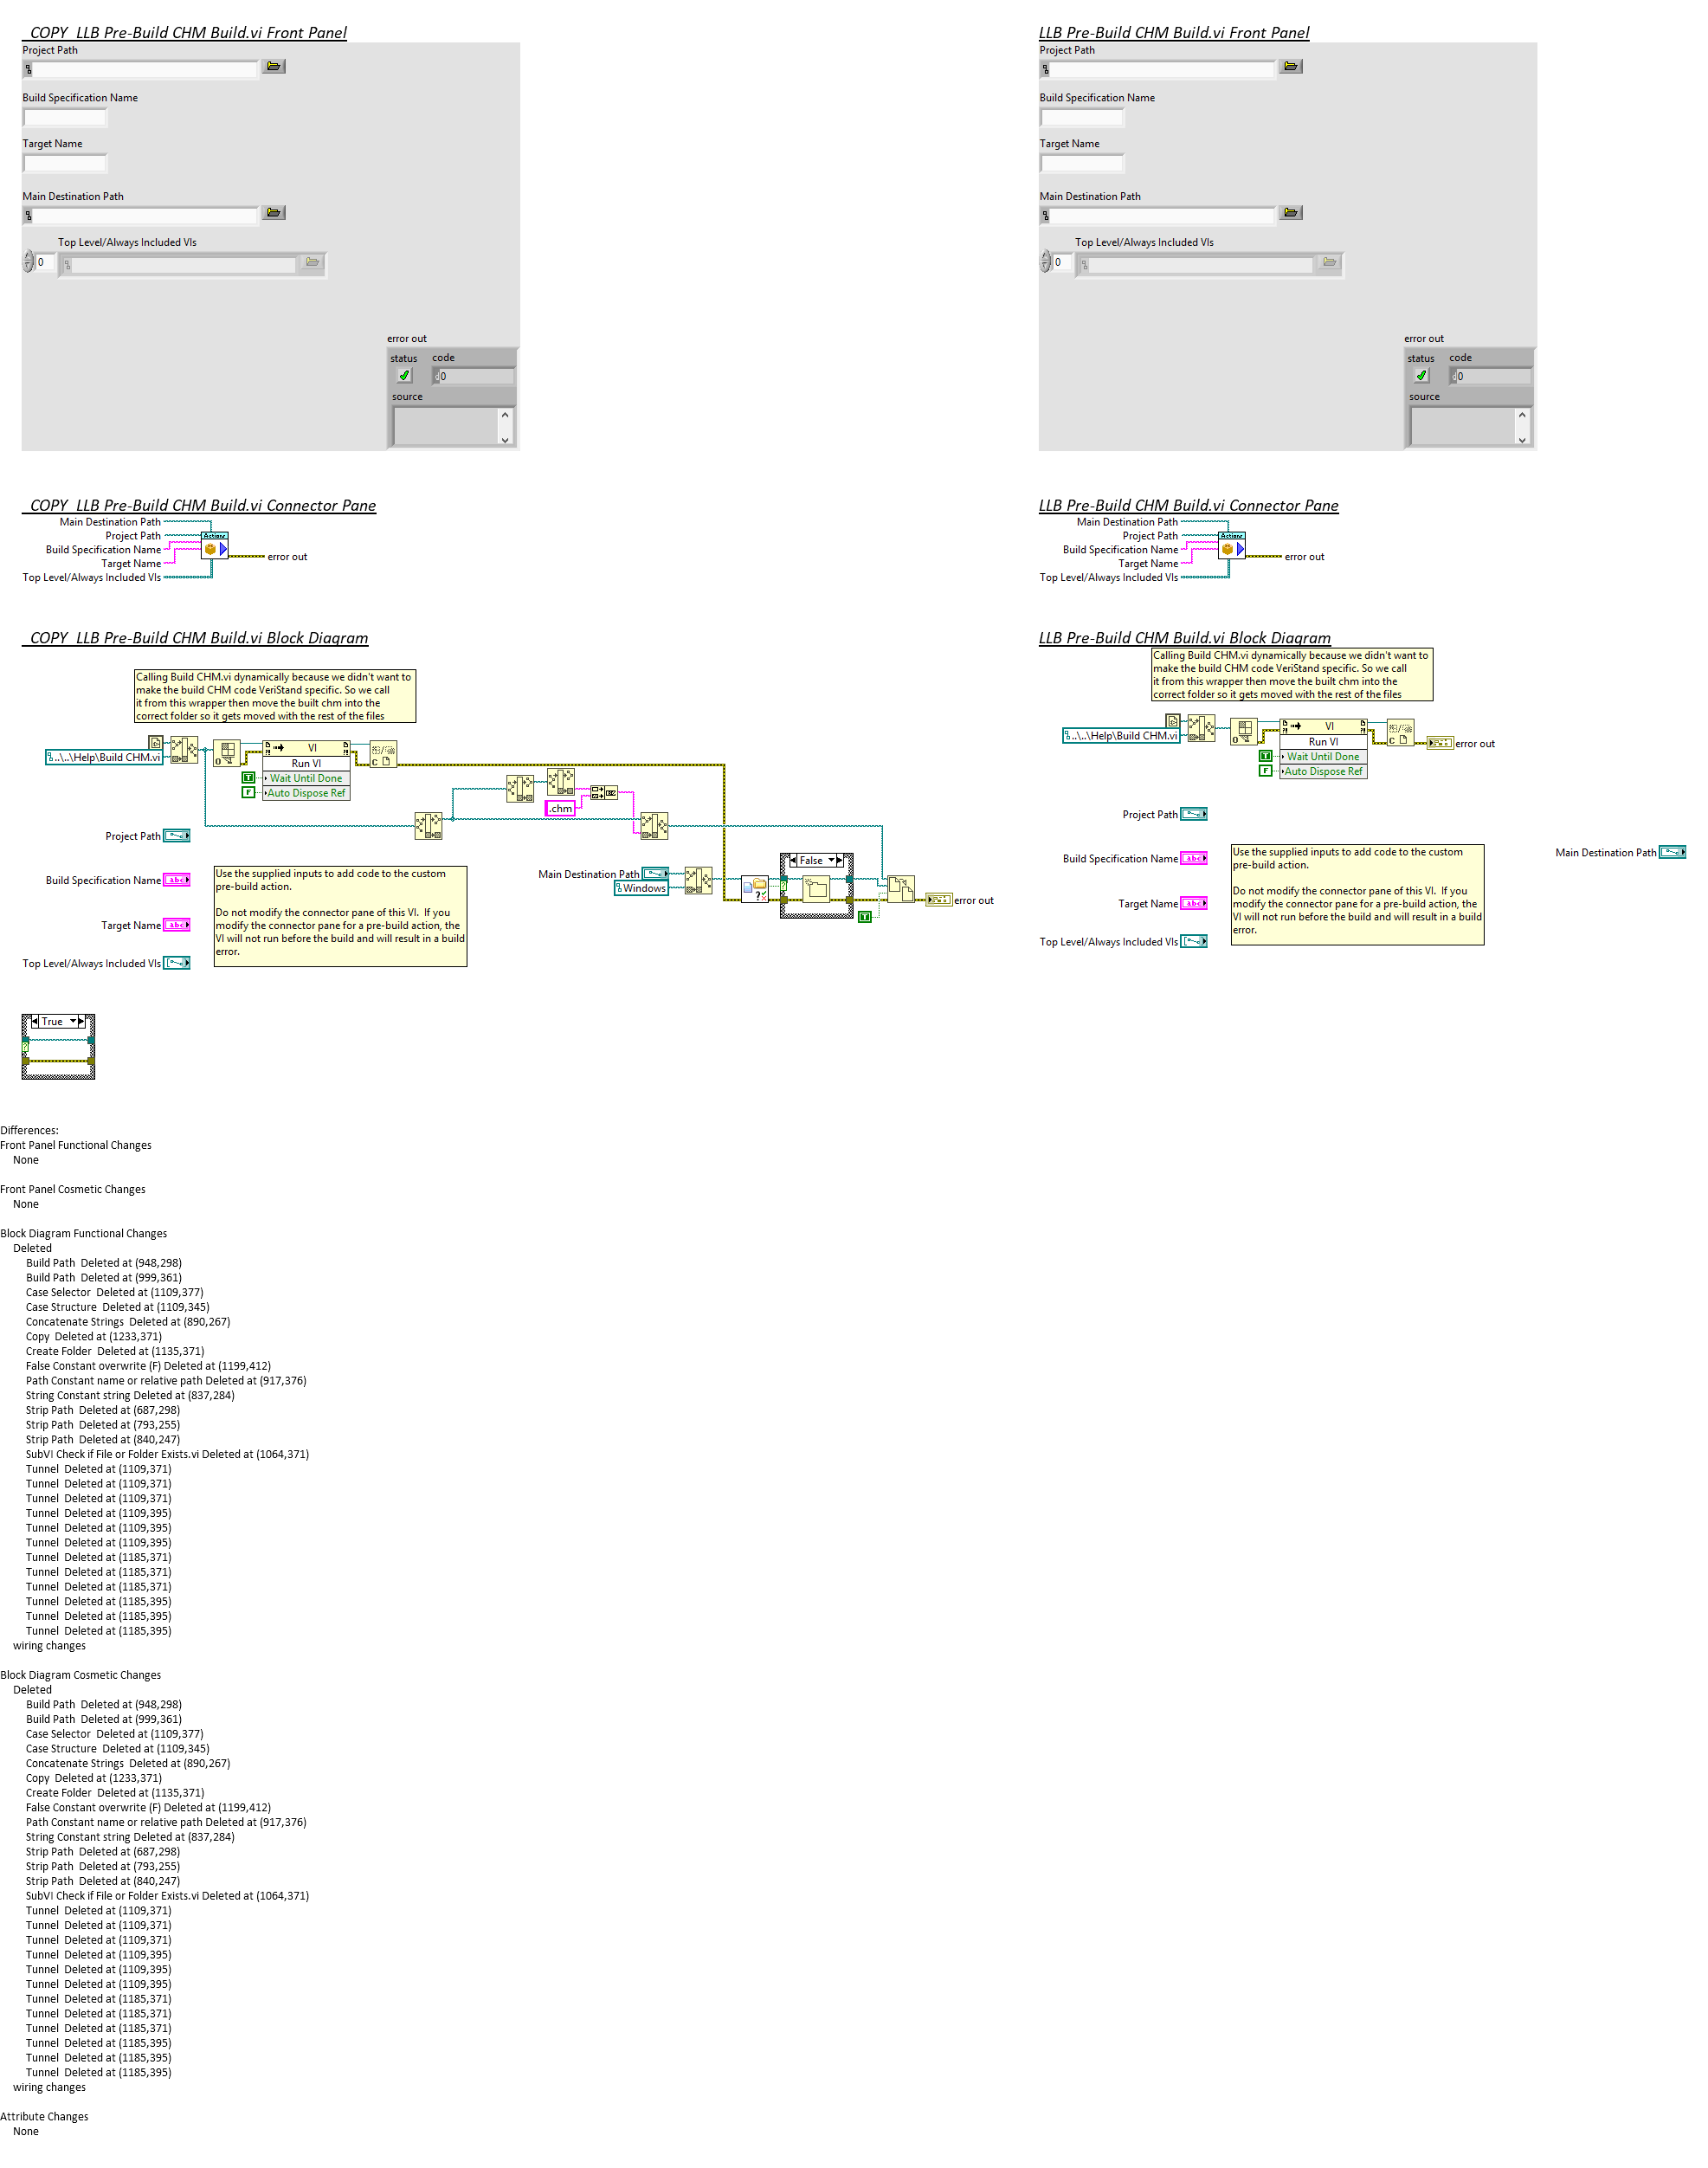 COPY  LLB Pre-Build CHM Build.vi Front Panel
Project Path
Build Specification Name
Target Name
Main Destination Path
Top Level/Always Included VIs
0
error out
status code
0
source
LLB Pre-Build CHM Build.vi Front Panel
Project Path
Build Specification Name
Target Name
Main Destination Path
Top Level/Always Included VIs
0
error out
status code
0
source
COPY  LLB Pre-Build CHM Build.vi Connector Pane
Main Destination Path
Project Path
Build Specification Name
Target Name
Top Level/Always Included VIs
Actions
error out
LLB Pre-Build CHM Build.vi Connector Pane
Main Destination Path
Project Path
Build Specification Name
Target Name
Top Level/Always Included VIs
Actions
error out
COPY  LLB Pre-Build CHM Build.vi Block Diagram
Calling Build CHM.vi dynamically because we didn't want to
make the build CHM code VeriStand specific. So we call
it from this wrapper then move the built chm into the
correct folder so it gets moved with the rest of the files
..\..\Help\Build CHM.vi
VI
Run VI
T
Wait Until Done
F
Auto Dispose Ref
.chm
Project Path
Build Specification Name
abc
Target Name
abc
Top Level/Always Included VIs
Use the supplied inputs to add code to the custom
pre-build action.
Do not modify the connector pane of this VI.  If you
modify the connector pane for a pre-build action, the
VI will not run before the build and will result in a build
error.
Main Destination Path
Windows
False
T
error out
True
LLB Pre-Build CHM Build.vi Block Diagram
Calling Build CHM.vi dynamically because we didn't want to
make the build CHM code VeriStand specific. So we call
it from this wrapper then move the built chm into the
correct folder so it gets moved with the rest of the files
..\..\Help\Build CHM.vi
VI
Run VI
T
Wait Until Done
F
Auto Dispose Ref
error out
Project Path
Build Specification Name
abc
Target Name
abc
Top Level/Always Included VIs
Use the supplied inputs to add code to the custom
pre-build action.
Do not modify the connector pane of this VI.  If you
modify the connector pane for a pre-build action, the
VI will not run before the build and will result in a build
error.
Main Destination Path
Differences:
Front Panel Functional Changes
None
Front Panel Cosmetic Changes
None
Block Diagram Functional Changes
Deleted
Build Path  Deleted at (948,298)
Build Path  Deleted at (999,361)
Case Selector  Deleted at (1109,377)
Case Structure  Deleted at (1109,345)
Concatenate Strings  Deleted at (890,267)
Copy  Deleted at (1233,371)
Create Folder  Deleted at (1135,371)
False Constant overwrite (F) Deleted at (1199,412)
Path Constant name or relative path Deleted at (917,376)
String Constant string Deleted at (837,284)
Strip Path  Deleted at (687,298)
Strip Path  Deleted at (793,255)
Strip Path  Deleted at (840,247)
SubVI Check if File or Folder Exists.vi Deleted at (1064,371)
Tunnel  Deleted at (1109,371)
Tunnel  Deleted at (1109,371)
Tunnel  Deleted at (1109,371)
Tunnel  Deleted at (1109,395)
Tunnel  Deleted at (1109,395)
Tunnel  Deleted at (1109,395)
Tunnel  Deleted at (1185,371)
Tunnel  Deleted at (1185,371)
Tunnel  Deleted at (1185,371)
Tunnel  Deleted at (1185,395)
Tunnel  Deleted at (1185,395)
Tunnel  Deleted at (1185,395)
wiring changes
Block Diagram Cosmetic Changes
Deleted
Build Path  Deleted at (948,298)
Build Path  Deleted at (999,361)
Case Selector  Deleted at (1109,377)
Case Structure  Deleted at (1109,345)
Concatenate Strings  Deleted at (890,267)
Copy  Deleted at (1233,371)
Create Folder  Deleted at (1135,371)
False Constant overwrite (F) Deleted at (1199,412)
Path Constant name or relative path Deleted at (917,376)
String Constant string Deleted at (837,284)
Strip Path  Deleted at (687,298)
Strip Path  Deleted at (793,255)
Strip Path  Deleted at (840,247)
SubVI Check if File or Folder Exists.vi Deleted at (1064,371)
Tunnel  Deleted at (1109,371)
Tunnel  Deleted at (1109,371)
Tunnel  Deleted at (1109,371)
Tunnel  Deleted at (1109,395)
Tunnel  Deleted at (1109,395)
Tunnel  Deleted at (1109,395)
Tunnel  Deleted at (1185,371)
Tunnel  Deleted at (1185,371)
Tunnel  Deleted at (1185,371)
Tunnel  Deleted at (1185,395)
Tunnel  Deleted at (1185,395)
Tunnel  Deleted at (1185,395)
wiring changes
Attribute Changes
None